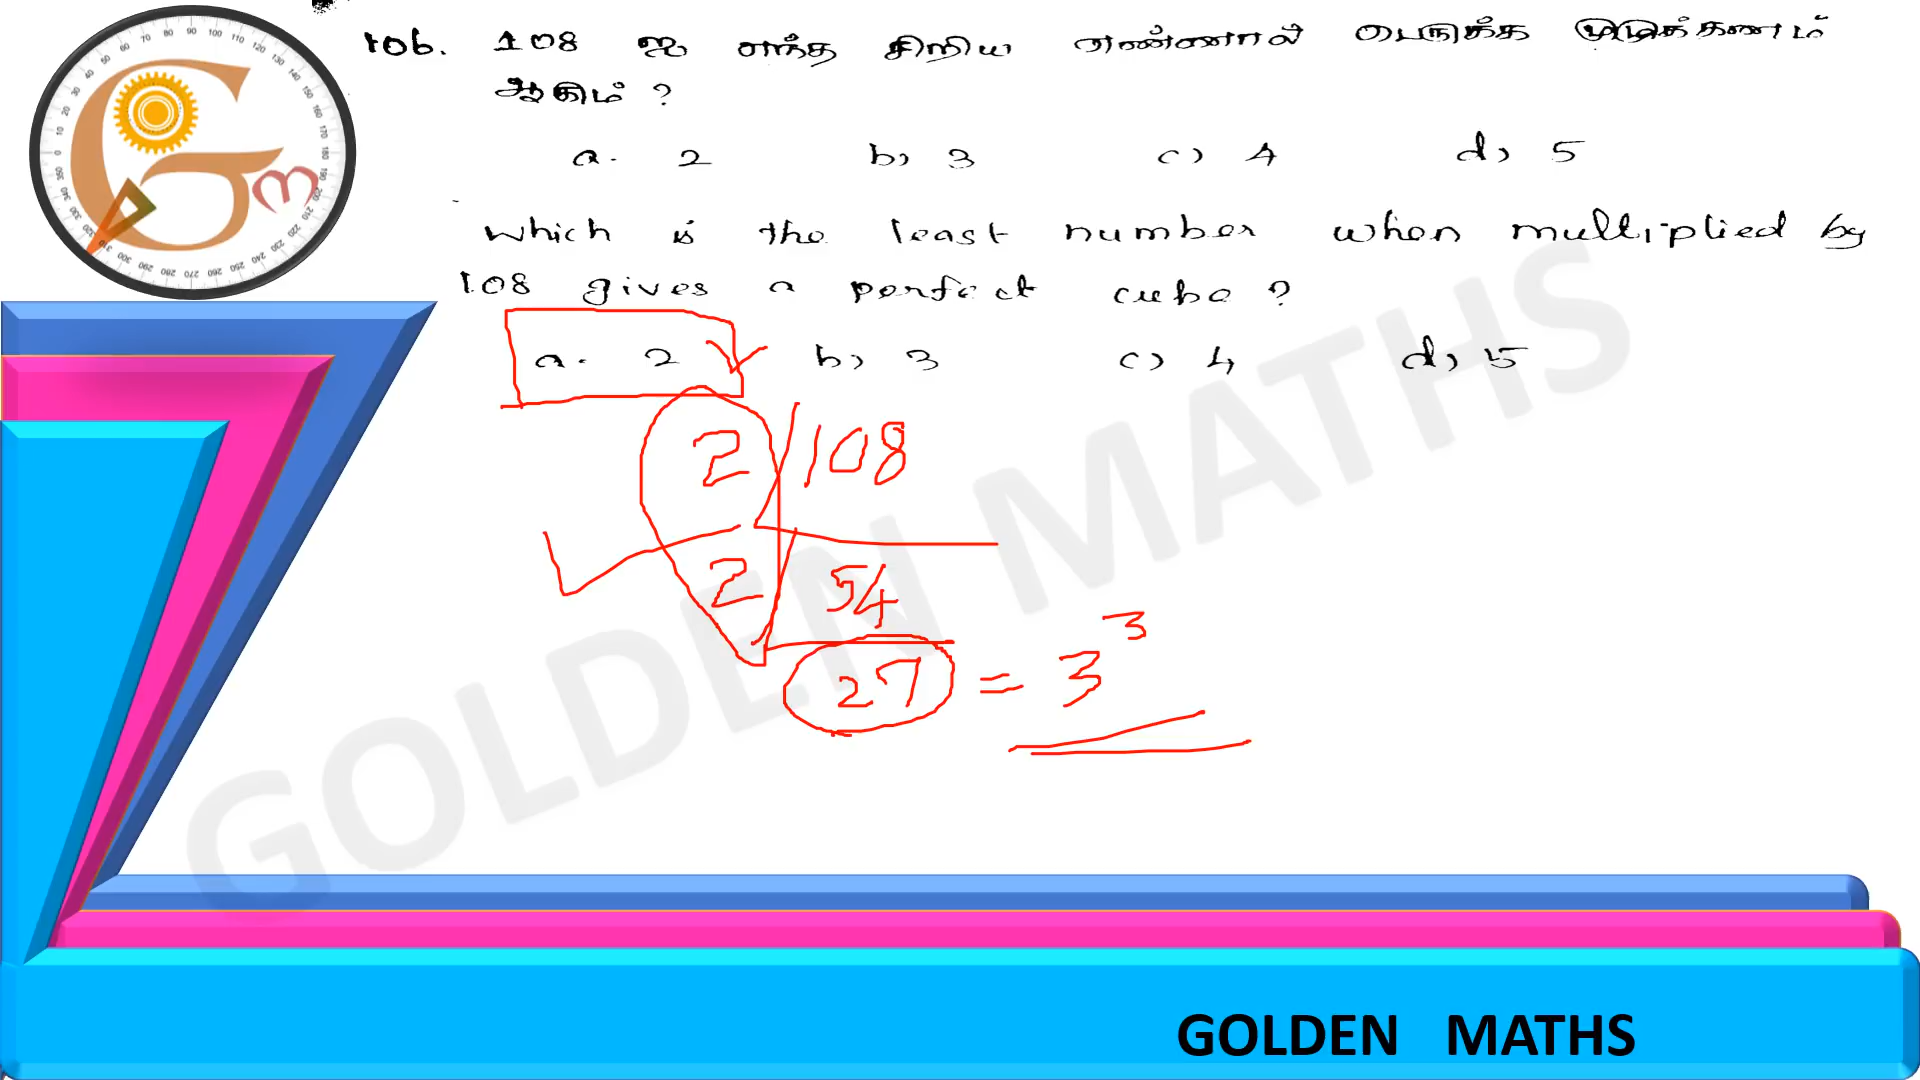 106. 108 ஐ எந்த சிறிய எண்ணால் பெருக்க முழுக்கணம்
ஆகும் ?
a. 2 b) 3 c) 4 d) 5
which is the least number when multiplied by
108 gives a perfect cube ?
a. 2 b) 3 c) 4 d) 5
2 108
2 54
27 = 3³
GOLDEN MATHS
GOLDEN MATHS